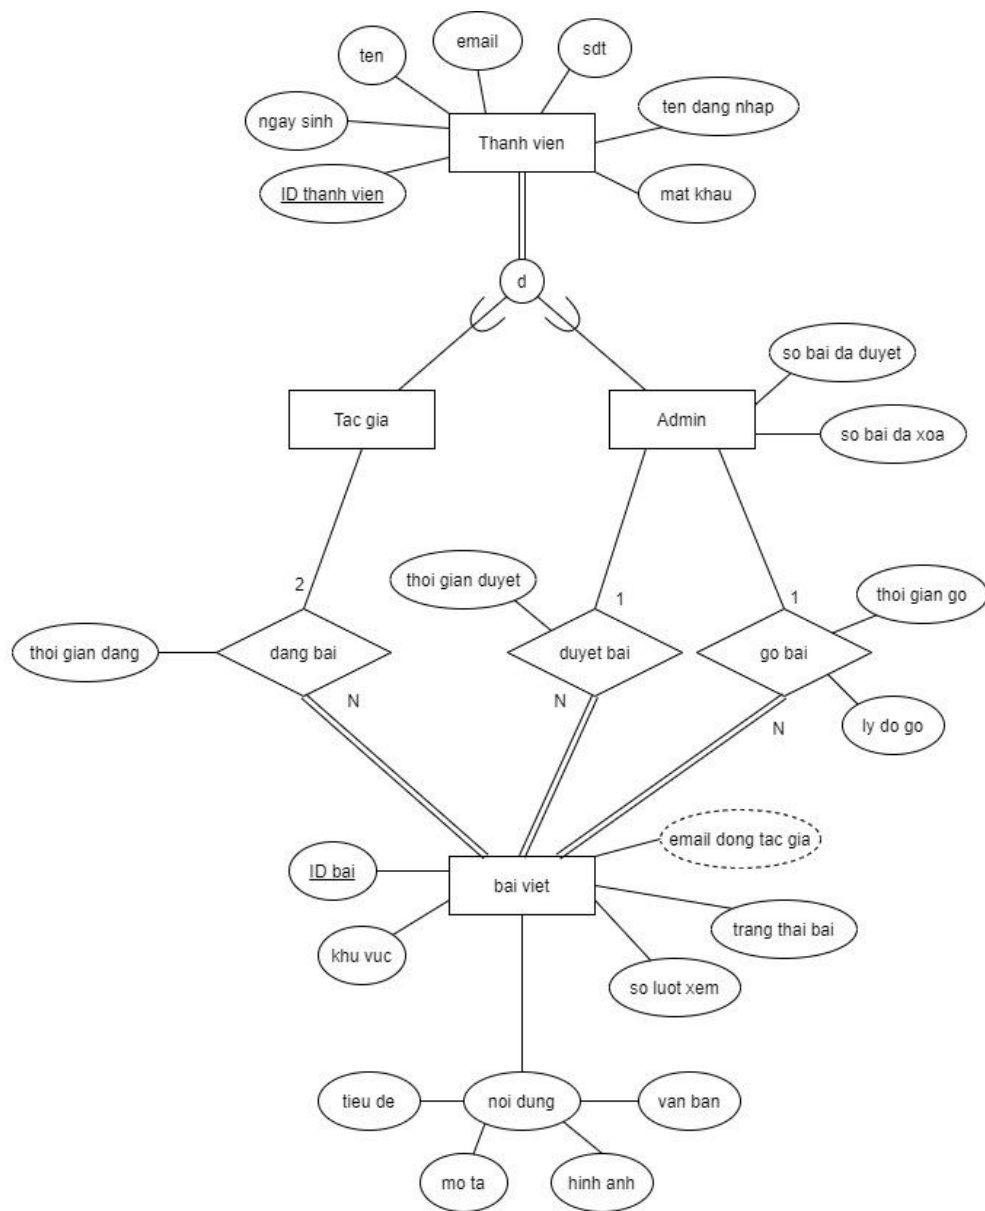 email
ten
sdt
ten dang nhap
ngay sinh
Thanh vien
ID thanh vien
mat khau
d
so bai da duyet
Tac gia
Admin
so bai da xoa
thoi gian duyet
2
1
1
thoi gian go
thoi gian dang
dang bai
duyet bai
go bai
N
N
N
ly do go
email dong tac gia
ID bai
bai viet
trang thai bai
khu vuc
so luot xem
tieu de
noi dung
van ban
mo ta
hinh anh